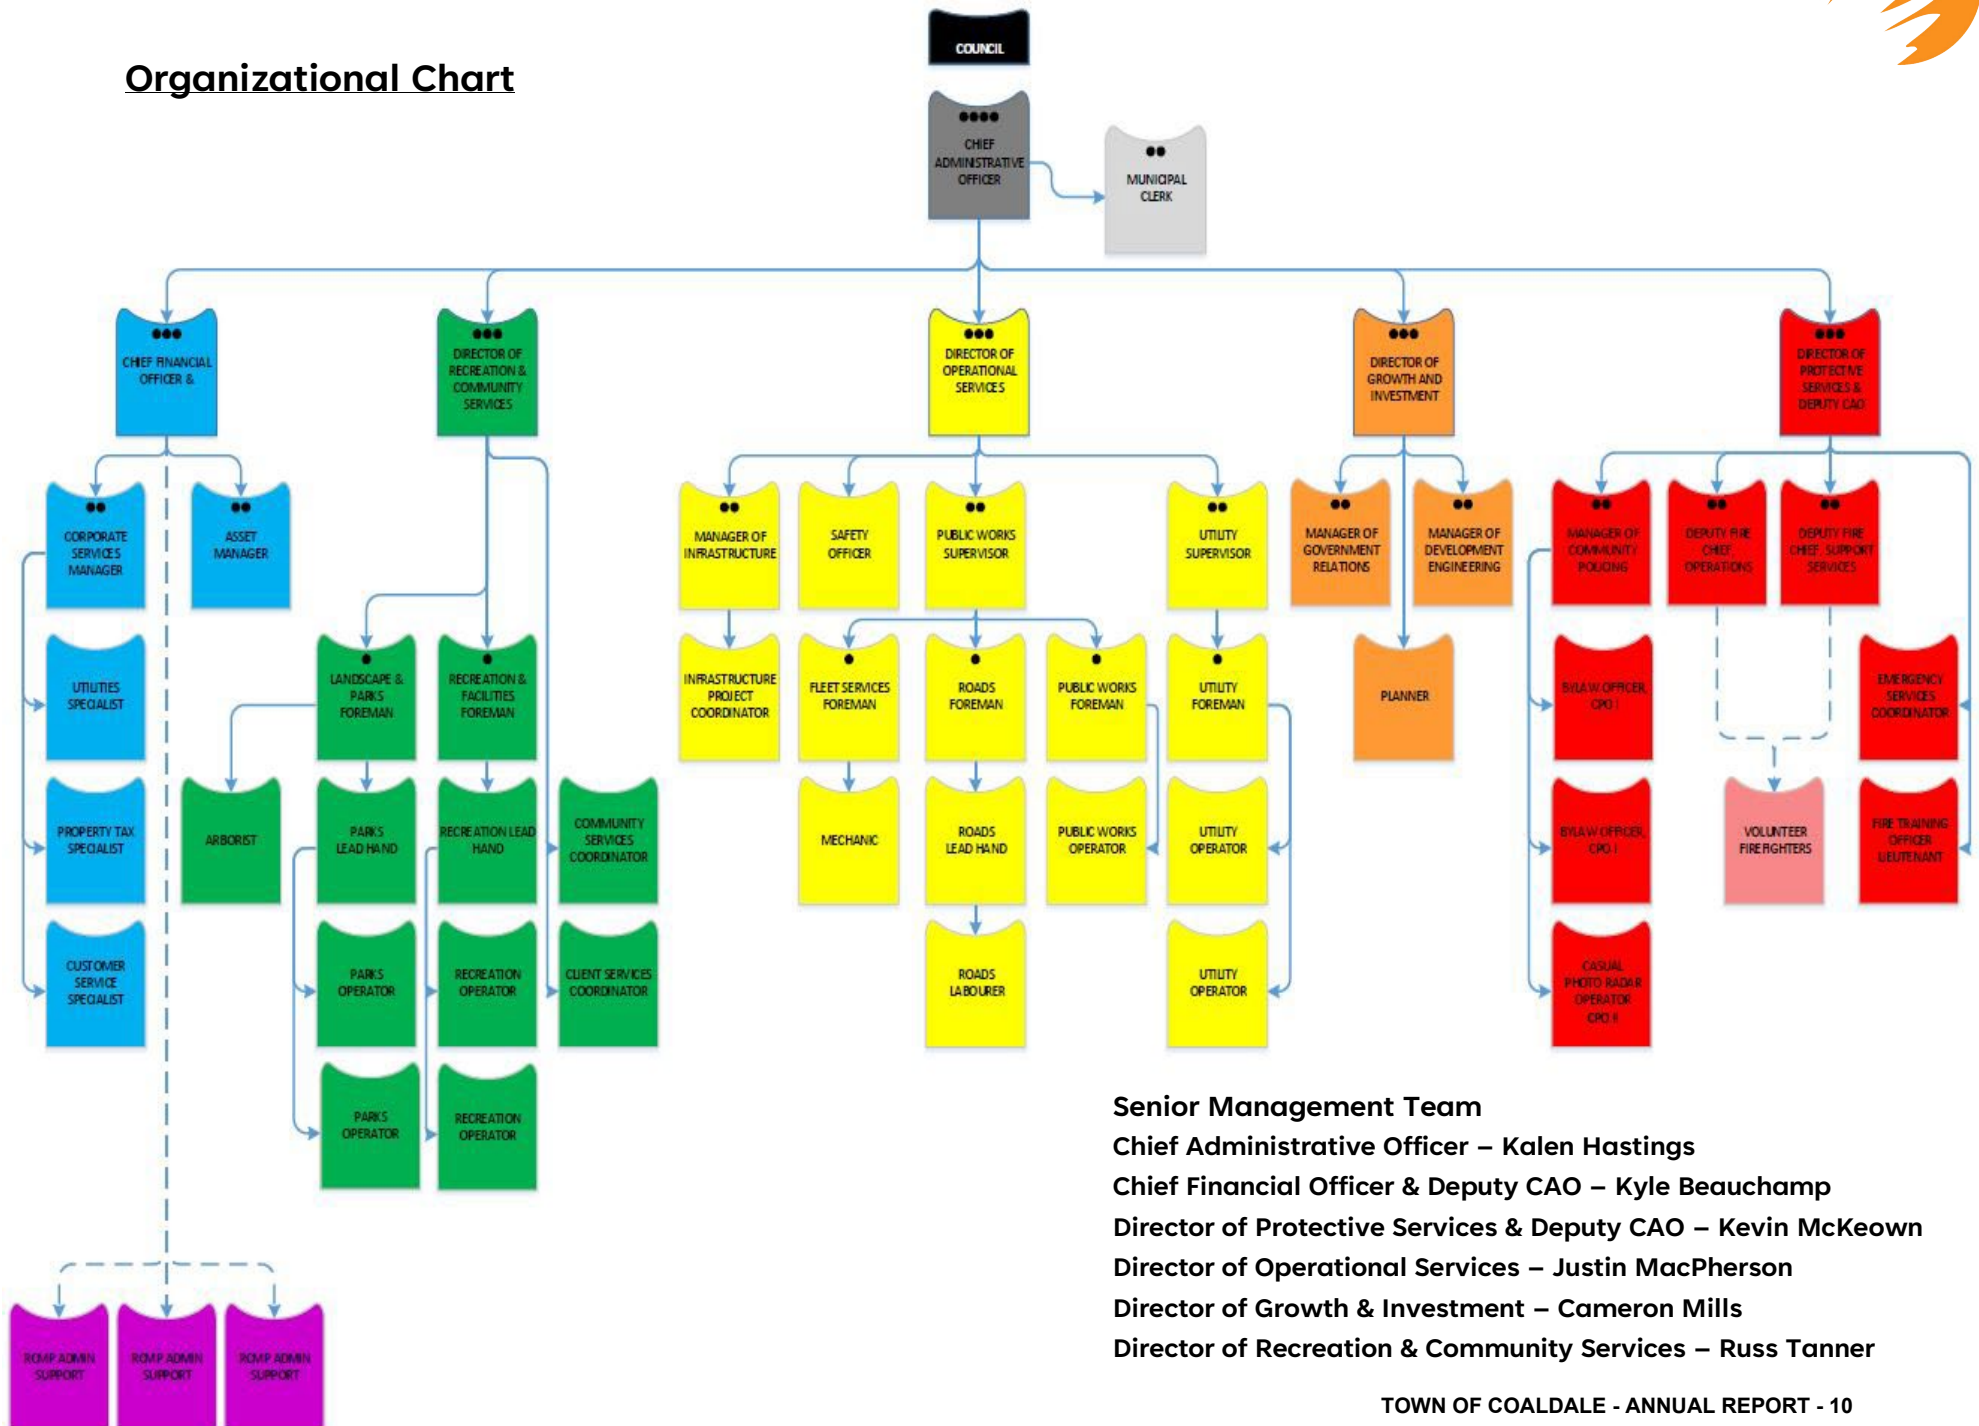 Organizational Chart
COUNCIL
CHIEF
ADMINISTRATIVE
OFFICER
MUNICIPAL
CLERK
CHIEF FINANCIAL
OFFICER &
DIRECTOR OF
RECREATION &
COMMUNITY
SERVICES
DIRECTOR OF
OPERATIONAL
SERVICES
DIRECTOR OF
GROWTH AND
INVESTMENT
DIRECTOR OF
PROTECTIVE
SERVICES &
DEPUTY CAO
CORPORATE
SERVICES
MANAGER
ASSET
MANAGER
MANAGER OF
INFRASTRUCTURE
SAFETY
OFFICER
PUBLIC WORKS
SUPERVISOR
UTILITY
SUPERVISOR
MANAGER OF
GOVERNMENT
RELATIONS
MANAGER OF
DEVELOPMENT
ENGINEERING
MANAGER OF
COMMUNITY
POLICING
DEPUTY FIRE
CHIEF,
OPERATIONS
DEPUTY FIRE
CHIEF, SUPPORT
SERVICES
UTILITIES
SPECIALIST
LANDSCAPE &
PARKS
FOREMAN
RECREATION &
FACILITIES
FOREMAN
INFRASTRUCTURE
PROJECT
COORDINATOR
FLEET SERVICES
FOREMAN
ROADS
FOREMAN
PUBLIC WORKS
FOREMAN
UTILITY
FOREMAN
PLANNER
BYLAW OFFICER,
CPO I
EMERGENCY
SERVICES
COORDINATOR
PROPERTY TAX
SPECIALIST
ARBORIST
PARKS
LEAD HAND
RECREATION LEAD
HAND
COMMUNITY
SERVICES
COORDINATOR
MECHANIC
ROADS
LEAD HAND
PUBLIC WORKS
OPERATOR
UTILITY
OPERATOR
BYLAW OFFICER,
CPO I
VOLUNTEER
FIREFIGHTERS
FIRE TRAINING
OFFICER
LIEUTENANT
CUSTOMER
SERVICE
SPECIALIST
PARKS
OPERATOR
RECREATION
OPERATOR
CLIENT SERVICES
COORDINATOR
ROADS
LABOURER
UTILITY
OPERATOR
CASUAL
PHOTO RADAR
OPERATOR
CPO II
PARKS
OPERATOR
RECREATION
OPERATOR
RCMP ADMIN
SUPPORT
RCMP ADMIN
SUPPORT
RCMP ADMIN
SUPPORT
Senior Management Team
Chief Administrative Officer – Kalen Hastings
Chief Financial Officer & Deputy CAO – Kyle Beauchamp
Director of Protective Services & Deputy CAO – Kevin McKeown
Director of Operational Services – Justin MacPherson
Director of Growth & Investment – Cameron Mills
Director of Recreation & Community Services – Russ Tanner
TOWN OF COALDALE - ANNUAL REPORT - 10